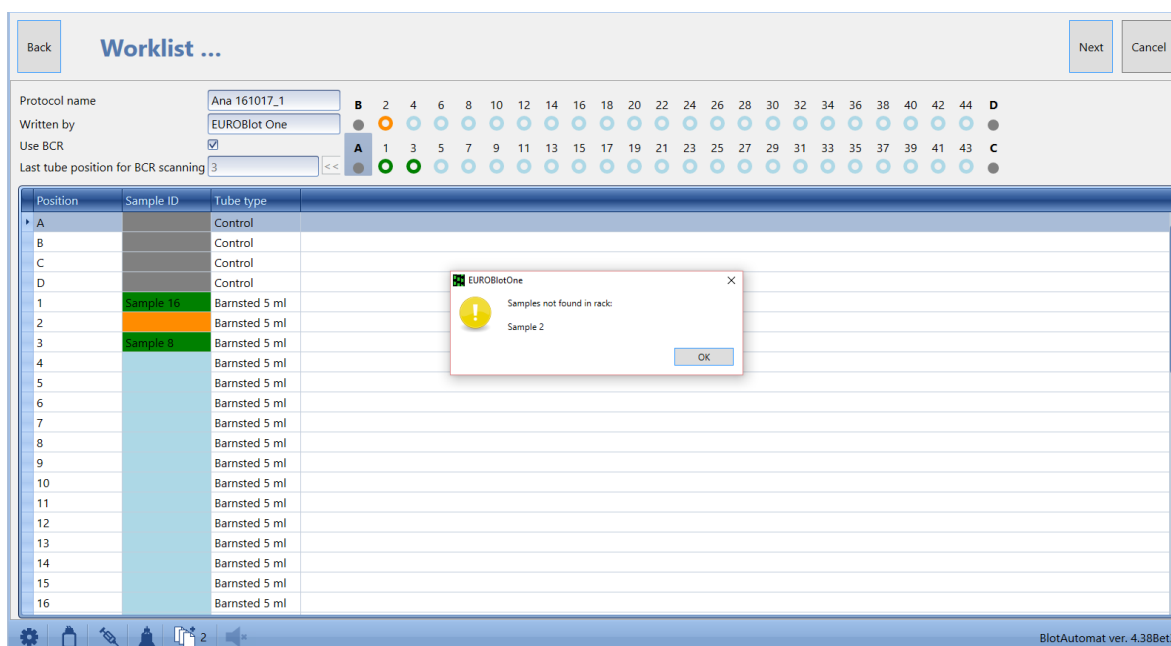 Back
Worklist ...
Next
Cancel
Protocol name
Ana 161017_1
Written by
EUROBlot One
Use BCR
Last tube position for BCR scanning
3
<<
B 2 4 6 8 10 12 14 16 18 20 22 24 26 28 30 32 34 36 38 40 42 44 D
A 1 3 5 7 9 11 13 15 17 19 21 23 25 27 29 31 33 35 37 39 41 43 C
Position Sample ID Tube type
A Control
B Control
C Control
D Control
1 Sample 16 Barnsted 5 ml
2 Barnsted 5 ml
3 Sample 8 Barnsted 5 ml
4 Barnsted 5 ml
5 Barnsted 5 ml
6 Barnsted 5 ml
7 Barnsted 5 ml
8 Barnsted 5 ml
9 Barnsted 5 ml
10 Barnsted 5 ml
11 Barnsted 5 ml
12 Barnsted 5 ml
13 Barnsted 5 ml
14 Barnsted 5 ml
15 Barnsted 5 ml
16 Barnsted 5 ml
EUROBlotOne
Samples not found in rack:
Sample 2
OK
2
BlotAutomat ver. 4.38Bet